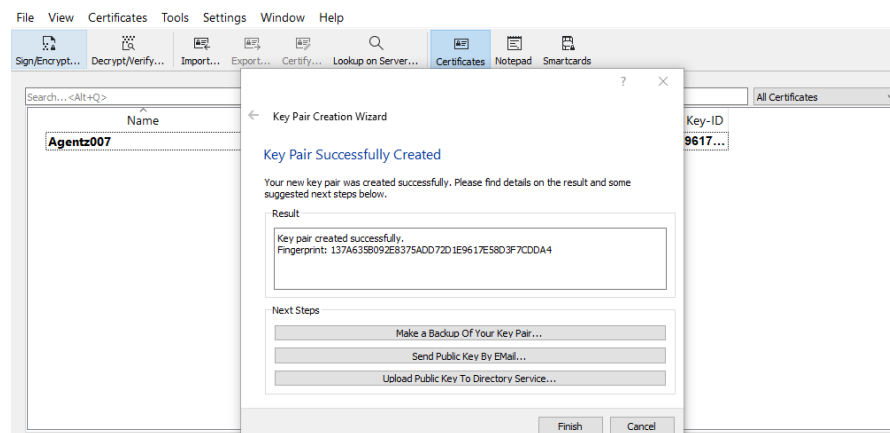 File View Certificates Tools Settings Window Help
Sign/Encrypt... Decrypt/Verify... Import... Export... Certify... Lookup on Server... Certificates Notepad Smartcards
?
Search...<Alt+Q>
All Certificates
Name
Key-ID
Agentz007
9617...
Key Pair Creation Wizard
Key Pair Successfully Created
Your new key pair was created successfully. Please find details on the result and some
suggested next steps below.
Result
Key pair created successfully.
Fingerprint: 137A635B092E8375ADD72D1E9617E58D3F7CDDA4
Next Steps
Make a Backup Of Your Key Pair...
Send Public Key By EMail...
Upload Public Key To Directory Service...
Finish
Cancel